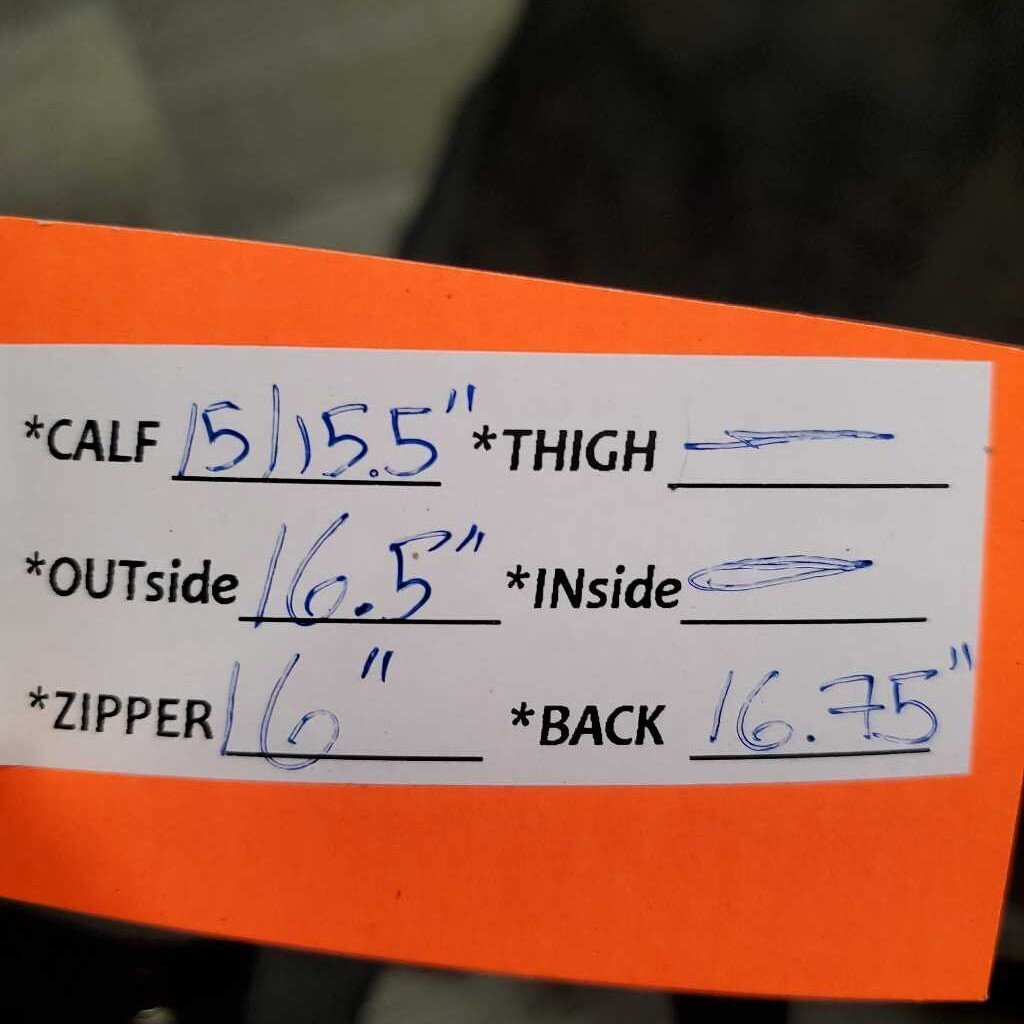 *CALF 15/15.5" *THIGH —
*OUTside 16.5" *INside —
*ZIPPER 16" *BACK 16.75"